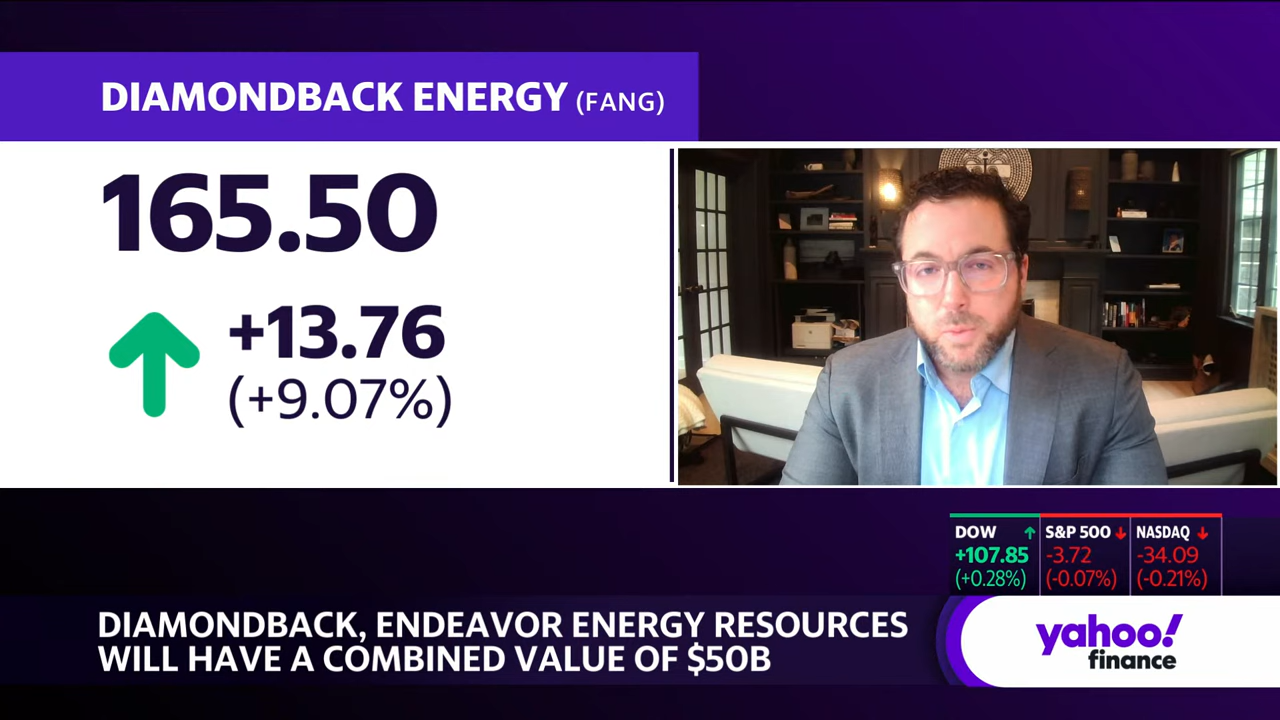 DIAMONDBACK ENERGY (FANG)
165.50
+13.76
(+9.07%)
DOW
+107.85
(+0.28%)
S&P 500
-3.72
(-0.07%)
NASDAQ
-34.09
(-0.21%)
DIAMONDBACK, ENDEAVOR ENERGY RESOURCES
WILL HAVE A COMBINED VALUE OF $50B
yahoo!
finance